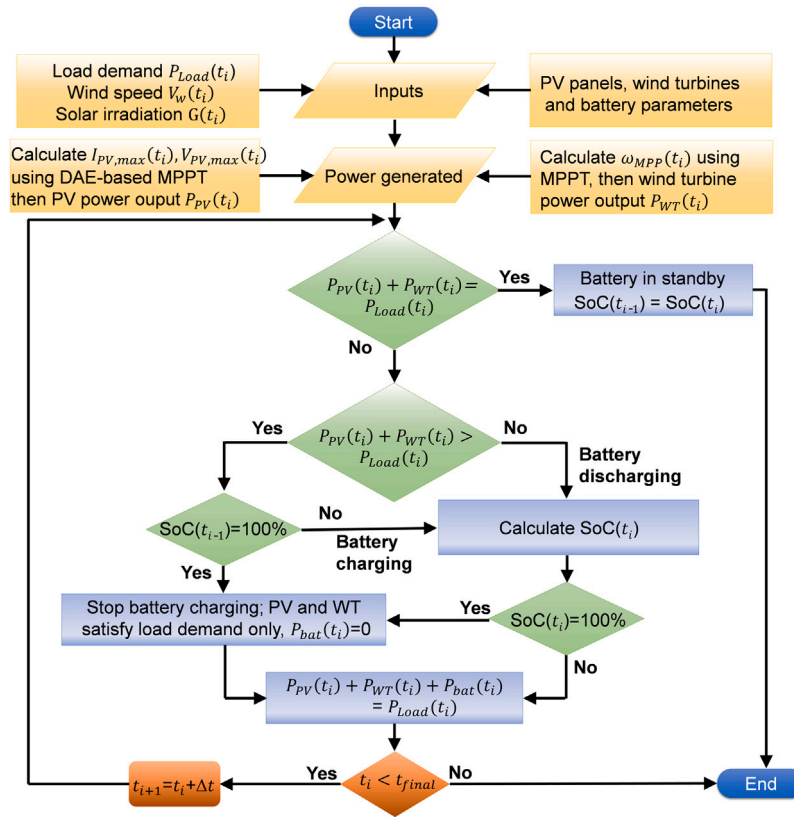 Start
Load demand P_Load(t_i)
Wind speed V_w(t_i)
Solar irradiation G(t_i)
Inputs
PV panels, wind turbines
and battery parameters
Calculate I_PV,max(t_i), V_PV,max(t_i)
using DAE-based MPPT
then PV power ouput P_PV(t_i)
Power generated
Calculate ω_MPP(t_i) using
MPPT, then wind turbine
power output P_WT(t_i)
P_PV(t_i) + P_WT(t_i) =
P_Load(t_i)
Yes
Battery in standby
SoC(t_i-1) = SoC(t_i)
No
P_PV(t_i) + P_WT(t_i) >
P_Load(t_i)
Yes
No
Battery
discharging
SoC(t_i-1)=100%
No
Battery
charging
Calculate SoC(t_i)
Yes
Stop battery charging; PV and WT
satisfy load demand only, P_bat(t_i)=0
Yes
SoC(t_i)=100%
No
P_PV(t_i) + P_WT(t_i) + P_bat(t_i)
= P_Load(t_i)
t_i+1=t_i+Δt
Yes
t_i < t_final
No
End